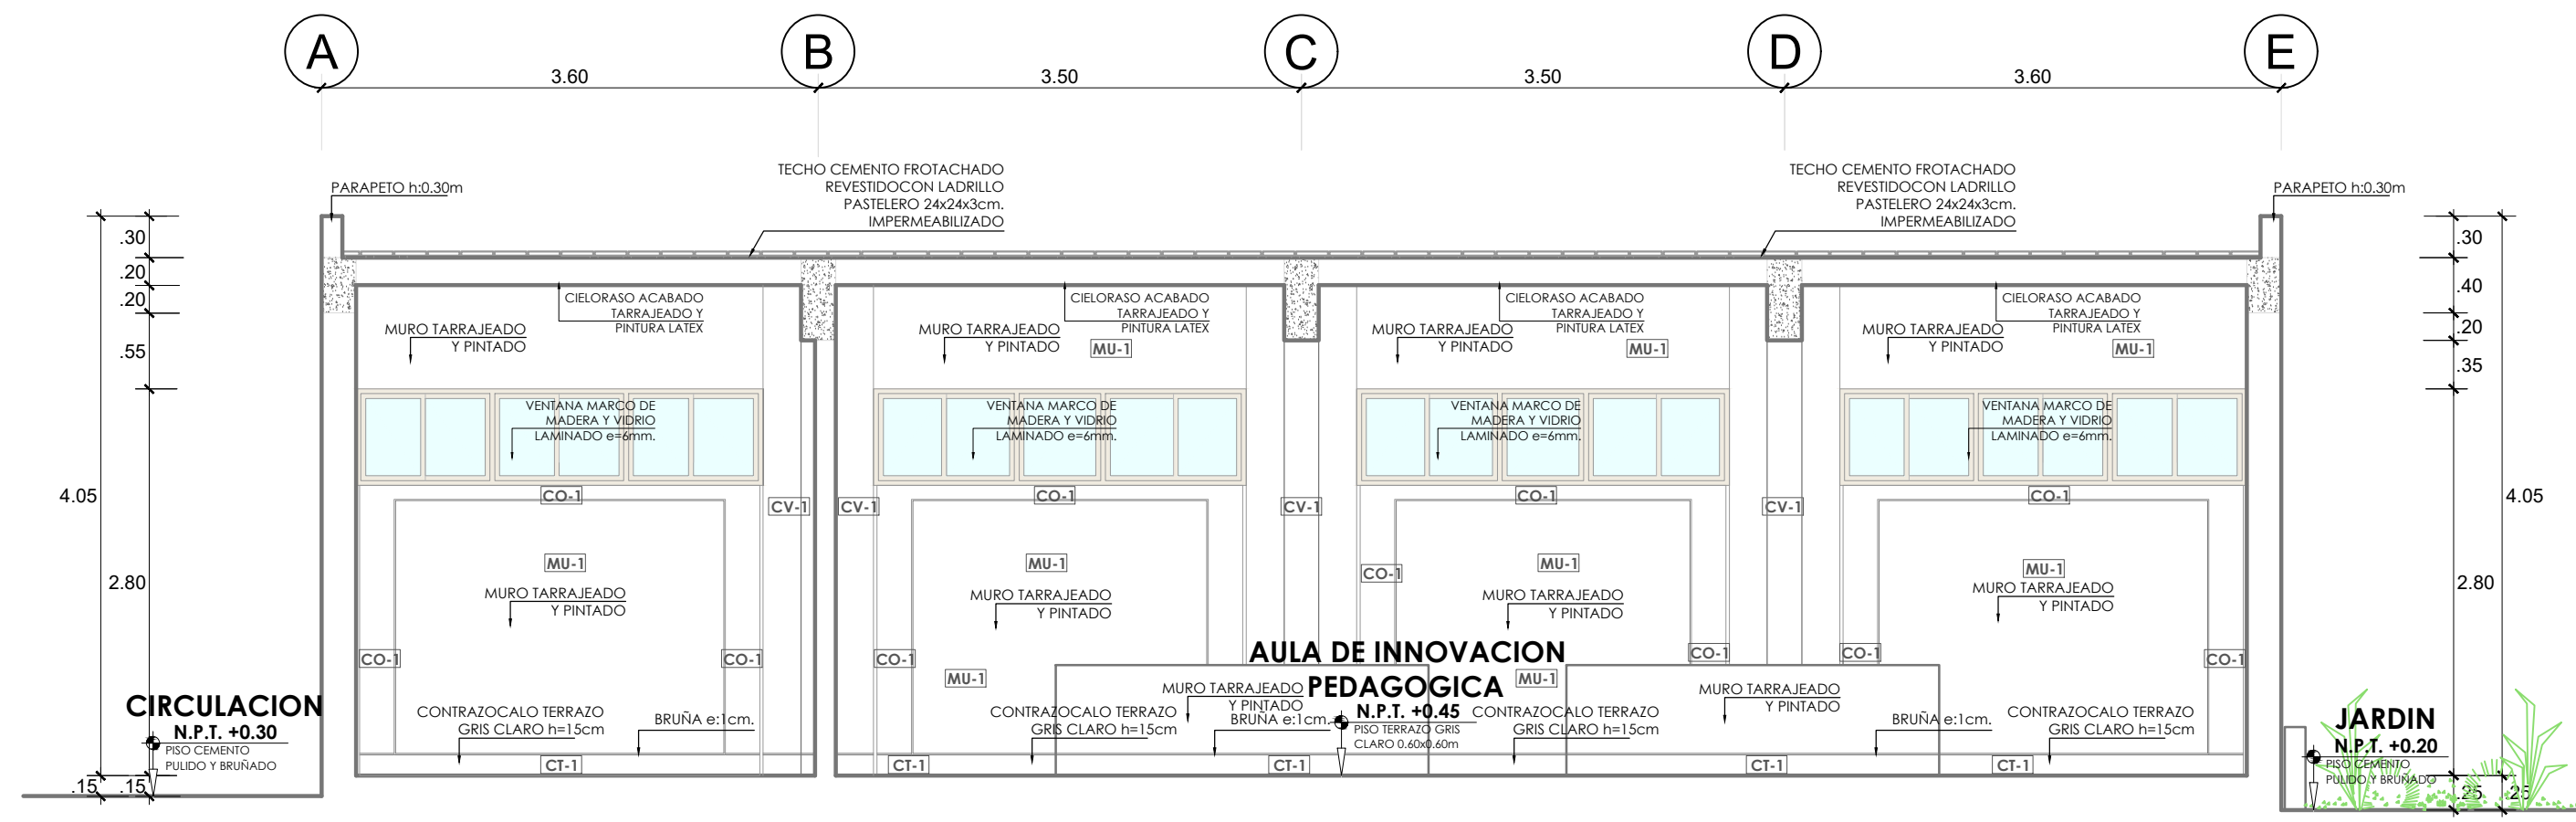 A
B
C
D
E
3.60
3.50
3.50
3.60
TECHO CEMENTO FROTACHADO
REVESTIDOCON LADRILLO
PASTELERO 24x24x3cm.
IMPERMEABILIZADO
TECHO CEMENTO FROTACHADO
REVESTIDOCON LADRILLO
PASTELERO 24x24x3cm.
IMPERMEABILIZADO
PARAPETO h:0.30m
PARAPETO h:0.30m
.30
.20
.20
.55
4.05
2.80
.15
.15
.30
.40
.20
.35
4.05
2.80
.25
.25
CIELORASO ACABADO
TARRAJEADO Y
PINTURA LATEX
MURO TARRAJEADO
Y PINTADO
CIELORASO ACABADO
TARRAJEADO Y
PINTURA LATEX
MURO TARRAJEADO
Y PINTADO
MU-1
CIELORASO ACABADO
TARRAJEADO Y
PINTURA LATEX
MURO TARRAJEADO
Y PINTADO
MU-1
CIELORASO ACABADO
TARRAJEADO Y
PINTURA LATEX
MURO TARRAJEADO
Y PINTADO
MU-1
VENTANA MARCO DE
MADERA Y VIDRIO
LAMINADO e=6mm.
VENTANA MARCO DE
MADERA Y VIDRIO
LAMINADO e=6mm.
VENTANA MARCO DE
MADERA Y VIDRIO
LAMINADO e=6mm.
VENTANA MARCO DE
MADERA Y VIDRIO
LAMINADO e=6mm.
CO-1
CO-1
CO-1
CO-1
CV-1
CV-1
CV-1
CV-1
MU-1
MU-1
MU-1
MU-1
CO-1
MURO TARRAJEADO
Y PINTADO
MURO TARRAJEADO
Y PINTADO
MURO TARRAJEADO
Y PINTADO
MURO TARRAJEADO
Y PINTADO
CO-1
CO-1
CO-1
CO-1
CO-1
CO-1
AULA DE INNOVACION
PEDAGOGICA
N.P.T. +0.45
PISO TERRAZO GRIS
CLARO 0.60x0.60m
MU-1
MU-1
MURO TARRAJEADO
Y PINTADO
MURO TARRAJEADO
Y PINTADO
CIRCULACION
N.P.T. +0.30
PISO CEMENTO
PULIDO Y BRUÑADO
CONTRAZOCALO TERRAZO
GRIS CLARO h=15cm
BRUÑA e:1cm.
CONTRAZOCALO TERRAZO
GRIS CLARO h=15cm
BRUÑA e:1cm.
CONTRAZOCALO TERRAZO
GRIS CLARO h=15cm
BRUÑA e:1cm.
CONTRAZOCALO TERRAZO
GRIS CLARO h=15cm
CT-1
CT-1
CT-1
CT-1
CT-1
JARDIN
N.P.T. +0.20
PISO CEMENTO
PULIDO Y BRUÑADO